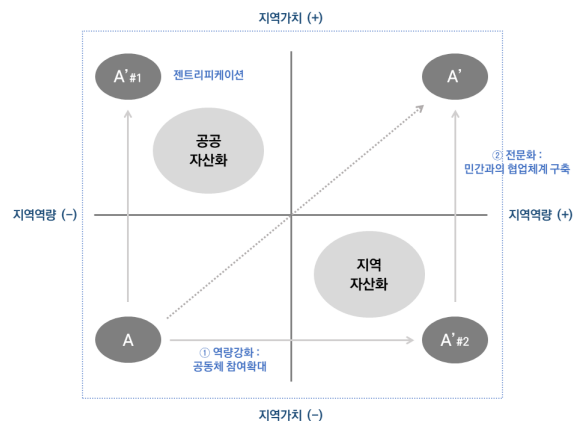 지역가치 (+)
A’#1
젠트리피케이션
A’
공공
자산화
② 전문화 :
민간과의 협업체계 구축
지역역량 (-)
지역역량 (+)
지역
자산화
A
① 역량강화 :
공동체 참여확대
A’#2
지역가치 (-)